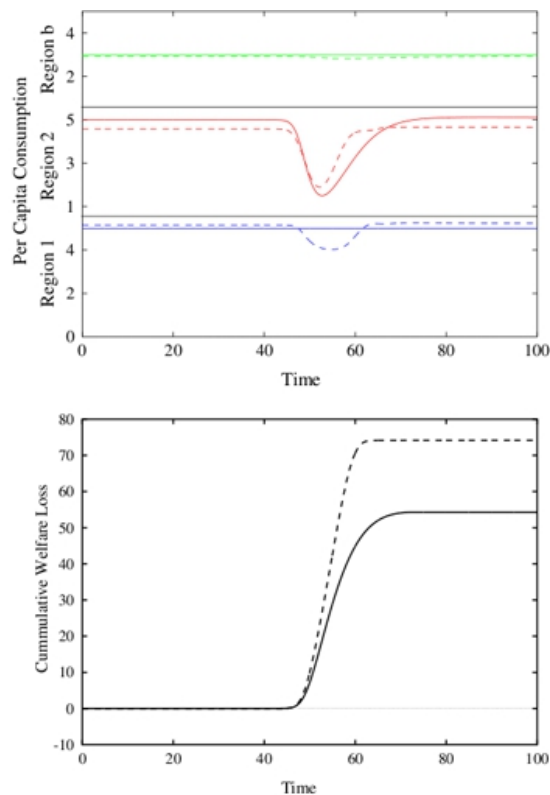 4
2
Region b
5
3
1
Region 2
4
2
0
Region 1
Per Capita Consumption
0 20 40 60 80 100
Time
80
70
60
50
40
30
20
10
0
-10
Cummulative Welfare Loss
0 20 40 60 80 100
Time